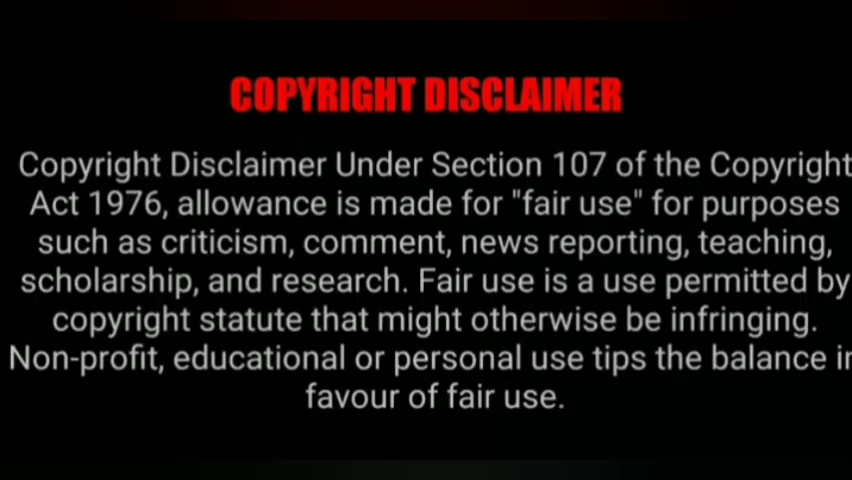 COPYRIGHT DISCLAIMER
Copyright Disclaimer Under Section 107 of the Copyright
Act 1976, allowance is made for "fair use" for purposes
such as criticism, comment, news reporting, teaching,
scholarship, and research. Fair use is a use permitted by
copyright statute that might otherwise be infringing.
Non-profit, educational or personal use tips the balance in
favour of fair use.